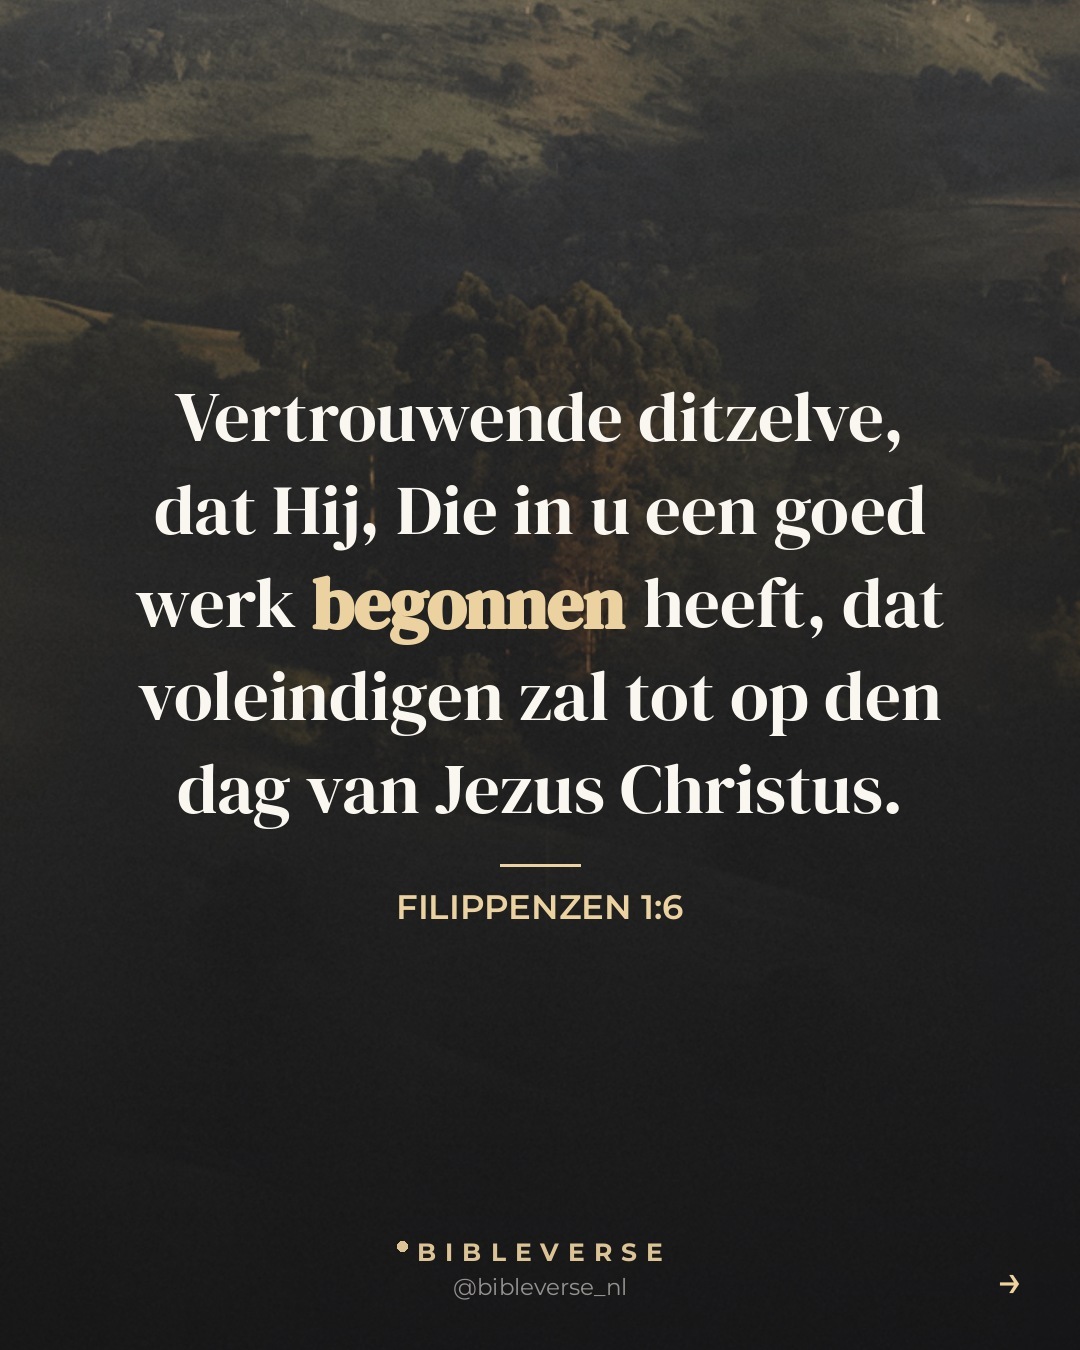 Vertrouwende ditzelve,
dat Hij, Die in u een goed
werk begonnen heeft, dat
voleindigen zal tot op den
dag van Jezus Christus.
FILIPPENZEN 1:6
BIBLEVERSE
@bibleverse_nl
→